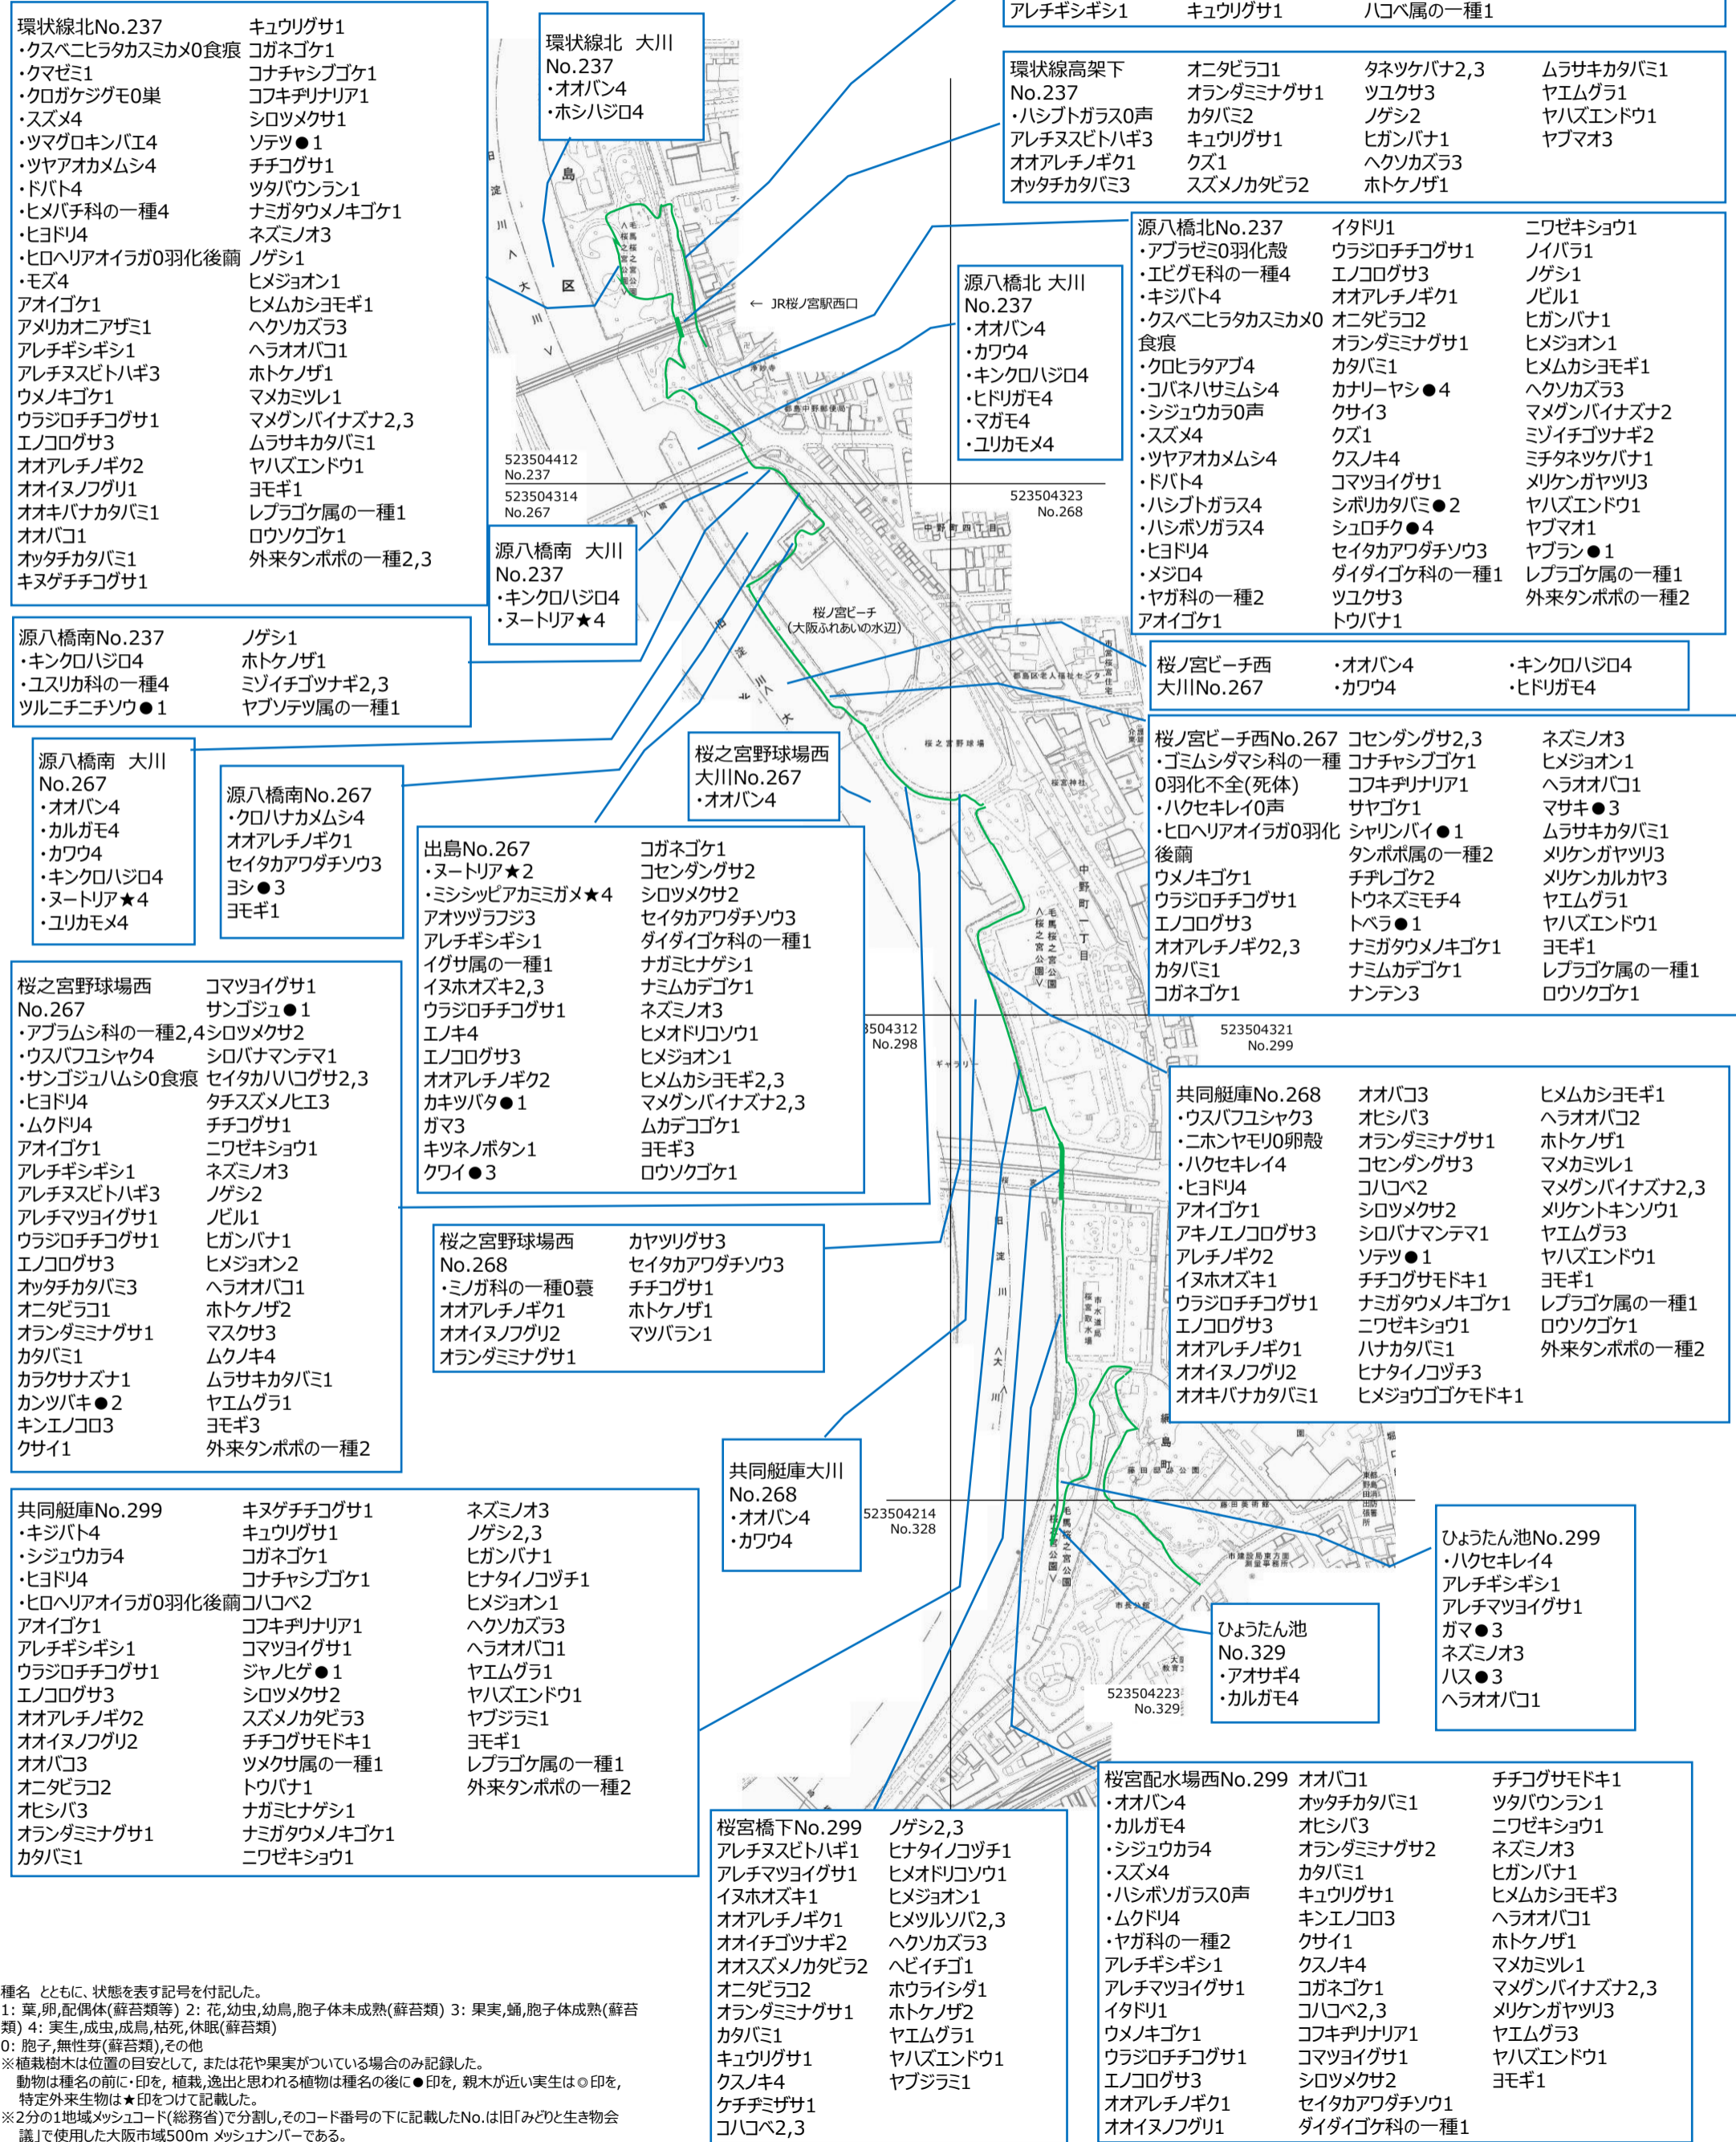 アレチギシギシ1 キュウリグサ1 ハコベ属の一種1
環状線北No.237
・クスベニヒラタカスミカメ0食痕
・クマゼミ1
・クロガケジグモ0巣
・スズメ4
・ツマグロキンバエ4
・ツヤアオカメムシ4
・ドバト4
・ヒメバチ科の一種4
・ヒヨドリ4
・ヒロヘリアオイラガ0羽化後繭
・モズ4
アオイゴケ1
アメリカオニアザミ1
アレチギシギシ1
アレチヌスビトハギ3
ウメノキゴケ1
ウラジロチチコグサ1
エノコログサ3
オオアレチノギク2
オオイヌノフグリ1
オオキバナカタバミ1
オオバコ1
オッタチカタバミ1
キヌゲチチコグサ1
キュウリグサ1
コガネゴケ1
コナチャシブゴケ1
コフキヂリナリア1
シロツメクサ1
ソテツ●1
チチコグサ1
ツタバウンラン1
ナミガタウメノキゴケ1
ネズミノオ3
ノゲシ1
ヒメジョオン1
ヒメムカシヨモギ1
ヘクソカズラ3
ヘラオオバコ1
ホトケノザ1
マメカミツレ1
マメグンバイナズナ2,3
ムラサキカタバミ1
ヤハズエンドウ1
ヨモギ1
レプラゴケ属の一種1
ロウソクゴケ1
外来タンポポの一種2,3
環状線北 大川
No.237
・オオバン4
・ホシハジロ4
環状線高架下
No.237
・ハシブトガラス0声
アレチヌスビトハギ3
オオアレチノギク1
オッタチカタバミ3
オニタビラコ1
オランダミミナグサ1
カタバミ2
キュウリグサ1
クズ1
スズメノカタビラ2
タネツケバナ2,3
ツユクサ3
ノゲシ2
ヒガンバナ1
ヘクソカズラ3
ホトケノザ1
ムラサキカタバミ1
ヤエムグラ1
ヤハズエンドウ1
ヤブマオ3
源八橋北No.237
・アブラゼミ0羽化殻
・エビグモ科の一種4
・キジバト4
・クスベニヒラタカスミカメ0
食痕
・クロヒラタアブ4
・コバネハサミムシ4
・シジュウカラ0声
・スズメ4
・ツヤアオカメムシ4
・ドバト4
・ハシブトガラス4
・ハシボソガラス4
・ヒヨドリ4
・メジロ4
・ヤガ科の一種2
アオイゴケ1
イタドリ1
ウラジロチチコグサ1
エノコログサ3
オオアレチノギク1
オニタビラコ2
オランダミミナグサ1
カタバミ1
カナリーヤシ●4
クサイ3
クズ1
クスノキ4
コマツヨイグサ1
シボリカタバミ●2
シュロチク●4
セイタカアワダチソウ3
ダイダイゴケ科の一種1
ツユクサ3
トウバナ1
ニワゼキショウ1
ノイバラ1
ノゲシ1
ノビル1
ヒガンバナ1
ヒメジョオン1
ヒメムカシヨモギ1
ヘクソカズラ3
マメグンバイナズナ2
ミゾイチゴツナギ2
ミチタネツケバナ1
メリケンガヤツリ3
ヤハズエンドウ1
ヤブマオ1
ヤブラン●1
レプラゴケ属の一種1
外来タンポポの一種2
源八橋北 大川
No.237
・オオバン4
・カワウ4
・キンクロハジロ4
・ヒドリガモ4
・マガモ4
・ユリカモメ4
← JR桜ノ宮駅西口
島
区
都島中野郵便局
523504412
No.237
523504314
No.267
523504323
No.268
中野町四丁目
源八橋南 大川
No.237
・キンクロハジロ4
・ヌートリア★4
桜ノ宮ビーチ
(大阪ふれあいの水辺)
源八橋南No.237
・キンクロハジロ4
・ユスリカ科の一種4
ツルニチニチソウ●1
ノゲシ1
ホトケノザ1
ミゾイチゴツナギ2,3
ヤブソテツ属の一種1
桜ノ宮ビーチ西
大川No.267
・オオバン4
・カワウ4
・キンクロハジロ4
・ヒドリガモ4
都島区老人福祉センター
市営桜宮住宅
源八橋南 大川
No.267
・オオバン4
・カルガモ4
・カワウ4
・キンクロハジロ4
・ヌートリア★4
・ユリカモメ4
源八橋南No.267
・クロハナカメムシ4
オオアレチノギク1
セイタカアワダチソウ3
ヨシ●3
ヨモギ1
桜之宮野球場西
大川No.267
・オオバン4
桜之宮野球場
桜宮神社
桜ノ宮ビーチ西No.267
・ゴミムシダマシ科の一種
0羽化不全(死体)
・ハクセキレイ0声
・ヒロヘリアオイラガ0羽化
後繭
ウメノキゴケ1
ウラジロチチコグサ1
エノコログサ3
オオアレチノギク2,3
カタバミ1
コガネゴケ1
コセンダングサ2,3
コナチャシブゴケ1
コフキヂリナリア1
サヤゴケ1
シャリンバイ●1
タンポポ属の一種2
チヂレゴケ2
トウネズミモチ4
トベラ●1
ナミガタウメノキゴケ1
ナミムカデゴケ1
ナンテン3
ネズミノオ3
ヒメジョオン1
ヘラオオバコ1
マサキ●3
ムラサキカタバミ1
メリケンガヤツリ3
メリケンカルカヤ3
ヤエムグラ1
ヤハズエンドウ1
ヨモギ1
レプラゴケ属の一種1
ロウソクゴケ1
出島No.267
・ヌートリア★2
・ミシシッピアカミミガメ★4
アオツヅラフジ3
アレチギシギシ1
イグサ属の一種1
イヌホオズキ2,3
ウラジロチチコグサ1
エノキ4
エノコログサ3
オオアレチノギク2
カキツバタ●1
ガマ3
キツネノボタン1
クワイ●3
コガネゴケ1
コセンダングサ2
シロツメクサ2
セイタカアワダチソウ3
ダイダイゴケ科の一種1
ナガミヒナゲシ1
ナミムカデゴケ1
ネズミノオ3
ヒメオドリコソウ1
ヒメジョオン1
ヒメムカシヨモギ2,3
マメグンバイナズナ2,3
ムカデコゴケ1
ヨモギ3
ロウソクゴケ1
中野町一丁目
毛馬桜之宮公園
桜之宮野球場西
No.267
・アブラムシ科の一種2,4
・ウスバフユシャク4
・サンゴジュハムシ0食痕
・ヒヨドリ4
・ムクドリ4
アオイゴケ1
アレチギシギシ1
アレチヌスビトハギ3
アレチマツヨイグサ1
ウラジロチチコグサ1
エノコログサ3
オッタチカタバミ3
オニタビラコ1
オランダミミナグサ1
カタバミ1
カラクサナズナ1
カンツバキ●2
キンエノコロ3
クサイ1
コマツヨイグサ1
サンゴジュ●1
シロツメクサ2
シロバナマンテマ1
セイタカハハコグサ2,3
タチスズメノヒエ3
チチコグサ1
ニワゼキショウ1
ネズミノオ3
ノゲシ2
ノビル1
ヒガンバナ1
ヒメジョオン2
ヘラオオバコ1
ホトケノザ2
マスクサ3
ムクノキ4
ムラサキカタバミ1
ヤエムグラ1
ヨモギ3
外来タンポポの一種2
3504312
No.298
523504321
No.299
ギャラリー
桜之宮野球場西
No.268
・ミノガ科の一種0蓑
オオアレチノギク1
オオイヌノフグリ2
オランダミミナグサ1
カヤツリグサ3
セイタカアワダチソウ3
チチコグサ1
ホトケノザ1
マツバラン1
共同艇庫No.268
・ウスバフユシャク3
・ニホンヤモリ0卵殻
・ハクセキレイ4
・ヒヨドリ4
アオイゴケ1
アキノエノコログサ3
アレチノギク2
イヌホオズキ1
ウラジロチチコグサ1
エノコログサ3
オオアレチノギク1
オオイヌノフグリ2
オオキバナカタバミ1
オオバコ3
オヒシバ3
オランダミミナグサ1
コセンダングサ3
コハコベ2
シロツメクサ2
シロバナマンテマ1
ソテツ●1
チチコグサモドキ1
ナミガタウメノキゴケ1
ニワゼキショウ1
ハナカタバミ1
ヒナタイノコヅチ3
ヒメジョウゴゴケモドキ1
ヒメムカシヨモギ1
ヘラオオバコ2
ホトケノザ1
マメカミツレ1
マメグンバイナズナ2,3
メリケントキンソウ1
ヤエムグラ3
ヤハズエンドウ1
ヨモギ1
レプラゴケ属の一種1
ロウソクゴケ1
外来タンポポの一種2
市水道局
桜宮取水場
共同艇庫大川
No.268
・オオバン4
・カワウ4
網島町
藤田邸跡公園
藤田美術館
523504214
No.328
共同艇庫No.299
・キジバト4
・シジュウカラ4
・ヒヨドリ4
・ヒロヘリアオイラガ0羽化後繭
アオイゴケ1
アレチギシギシ1
ウラジロチチコグサ1
エノコログサ3
オオアレチノギク2
オオイヌノフグリ2
オオバコ3
オニタビラコ2
オヒシバ3
オランダミミナグサ1
カタバミ1
キヌゲチチコグサ1
キュウリグサ1
コガネゴケ1
コナチャシブゴケ1
コハコベ2
コフキヂリナリア1
コマツヨイグサ1
ジャノヒゲ●1
シロツメクサ2
スズメノカタビラ3
チチコグサモドキ1
ツメクサ属の一種1
トウバナ1
ナガミヒナゲシ1
ナミガタウメノキゴケ1
ニワゼキショウ1
ネズミノオ3
ノゲシ2,3
ヒガンバナ1
ヒナタイノコヅチ1
ヒメジョオン1
ヘクソカズラ3
ヘラオオバコ1
ヤエムグラ1
ヤハズエンドウ1
ヤブジラミ1
ヨモギ1
レプラゴケ属の一種1
外来タンポポの一種2
毛馬桜之宮公園
市長公館
ひょうたん池No.299
・ハクセキレイ4
アレチギシギシ1
アレチマツヨイグサ1
ガマ●3
ネズミノオ3
ハス●3
ヘラオオバコ1
ひょうたん池
No.329
・アオサギ4
・カルガモ4
523504223
No.329
桜宮橋下No.299
アレチヌスビトハギ1
アレチマツヨイグサ1
イヌホオズキ1
オオアレチノギク1
オオイチゴツナギ2
オオスズメノカタビラ2
オニタビラコ2
オランダミミナグサ1
カタバミ1
キュウリグサ1
クスノキ4
ケチヂミザサ1
コハコベ2,3
ノゲシ2,3
ヒナタイノコヅチ1
ヒメオドリコソウ1
ヒメジョオン1
ヒメツルソバ2,3
ヘクソカズラ3
ヘビイチゴ1
ホウライシダ1
ホトケノザ2
ヤエムグラ1
ヤハズエンドウ1
ヤブジラミ1
桜宮配水場西No.299
・オオバン4
・カルガモ4
・シジュウカラ4
・スズメ4
・ハシボソガラス0声
・ムクドリ4
・ヤガ科の一種2
アレチギシギシ1
アレチマツヨイグサ1
イタドリ1
ウメノキゴケ1
ウラジロチチコグサ1
エノコログサ3
オオアレチノギク1
オオイヌノフグリ1
オオバコ1
オッタチカタバミ1
オヒシバ3
オランダミミナグサ2
カタバミ1
キュウリグサ1
キンエノコロ3
クサイ1
クスノキ4
コガネゴケ1
コハコベ2,3
コフキヂリナリア1
コマツヨイグサ1
シロツメクサ2
セイタカアワダチソウ1
ダイダイゴケ科の一種1
チチコグサモドキ1
ツタバウンラン1
ニワゼキショウ1
ネズミノオ3
ヒガンバナ1
ヒメムカシヨモギ3
ヘラオオバコ1
ホトケノザ1
マメカミツレ1
マメグンバイナズナ2,3
メリケンガヤツリ3
ヤエムグラ3
ヤハズエンドウ1
ヨモギ1
種名 とともに、状態を表す記号を付記した。
1: 葉,卵,配偶体(蘚苔類等) 2: 花,幼虫,幼鳥,胞子体未成熟(蘚苔類) 3: 果実,蛹,胞子体成熟(蘚苔
類) 4: 実生,成虫,成鳥,枯死,休眠(蘚苔類)
0: 胞子,無性芽(蘚苔類),その他
※植栽樹木は位置の目安として, または花や果実がついている場合のみ記録した。
動物は種名の前に・印を, 植栽,逸出と思われる植物は種名の後に●印を, 親木が近い実生は◎印を,
特定外来生物は★印をつけて記載した。
※2分の1地域メッシュコード(総務省)で分割し,そのコード番号の下に記載したNo.は旧「みどりと生き物会
議」で使用した大阪市域500m メッシュナンバーである。